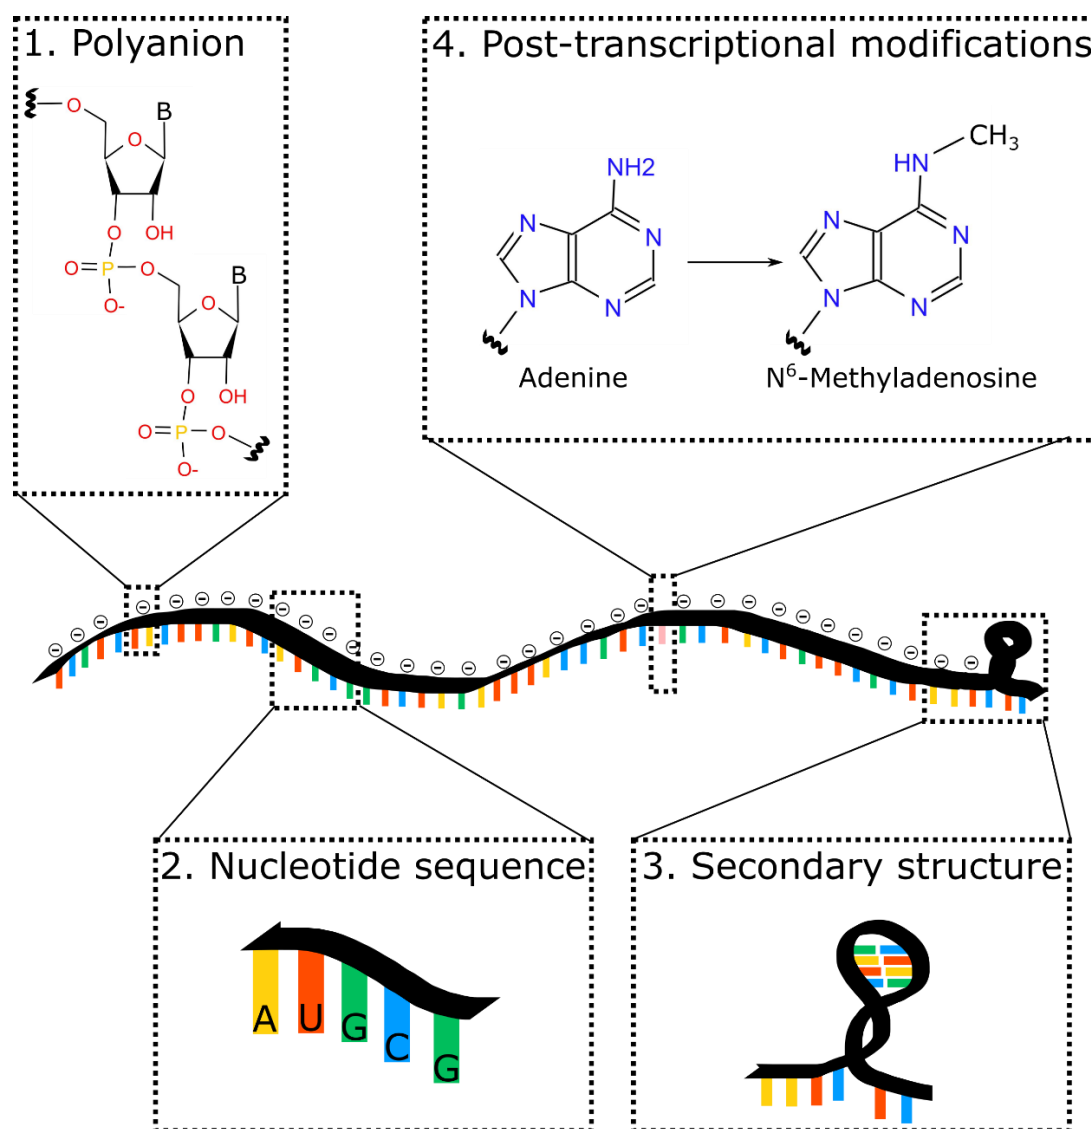 1. Polyanion
O
B
O
O
OH
O=P-O
O-
B
O
O
OH
O=P-O
O-
4. Post-transcriptional modifications
NH2
N
N
N
N
Adenine
HN
CH₃
N
N
N
N
N⁶-Methyladenosine
2. Nucleotide sequence
A U G C G
3. Secondary structure